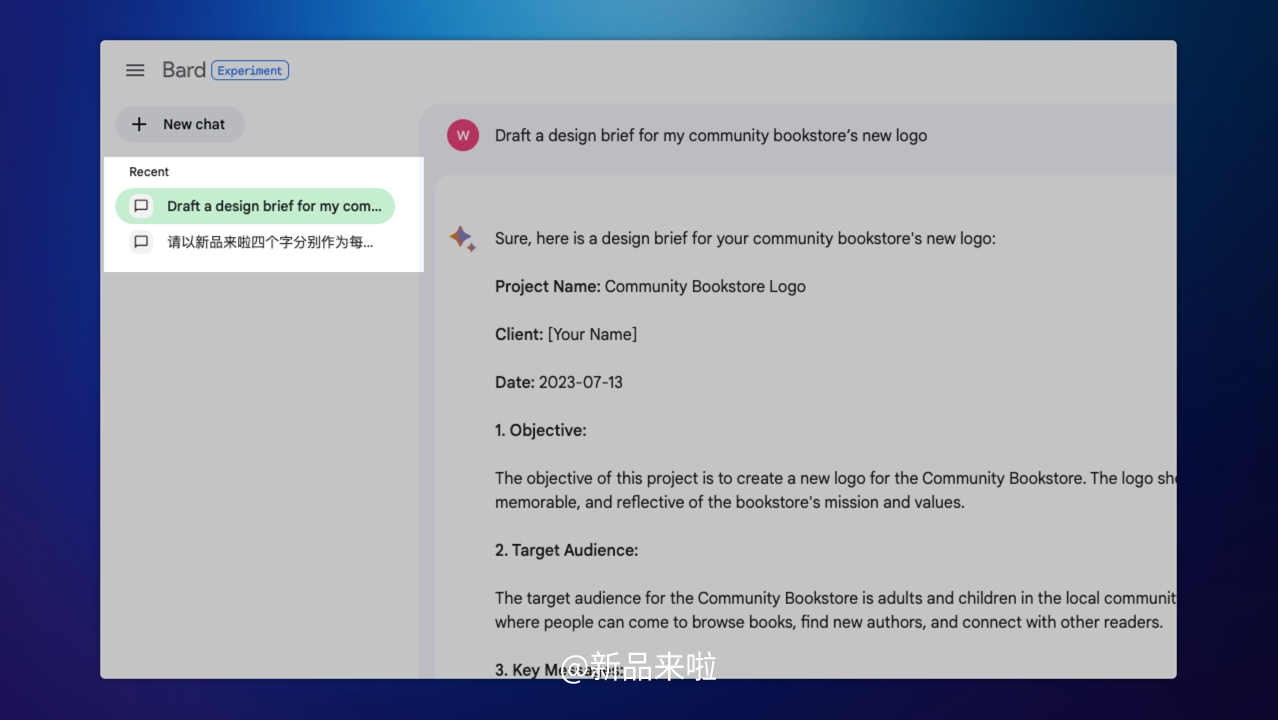 Bard Experiment
New chat
Recent
Draft a design brief for my com...
请以新品来啦四个字分别作为每...
W Draft a design brief for my community bookstore’s new logo
Sure, here is a design brief for your community bookstore's new logo:
Project Name: Community Bookstore Logo
Client: [Your Name]
Date: 2023-07-13
1. Objective:
The objective of this project is to create a new logo for the Community Bookstore. The logo
memorable, and reflective of the bookstore's mission and values.
2. Target Audience:
The target audience for the Community Bookstore is adults and children in the local
where people can come to browse books, find new authors, and connect with other readers.
3. Key Messages:
@新品来啦